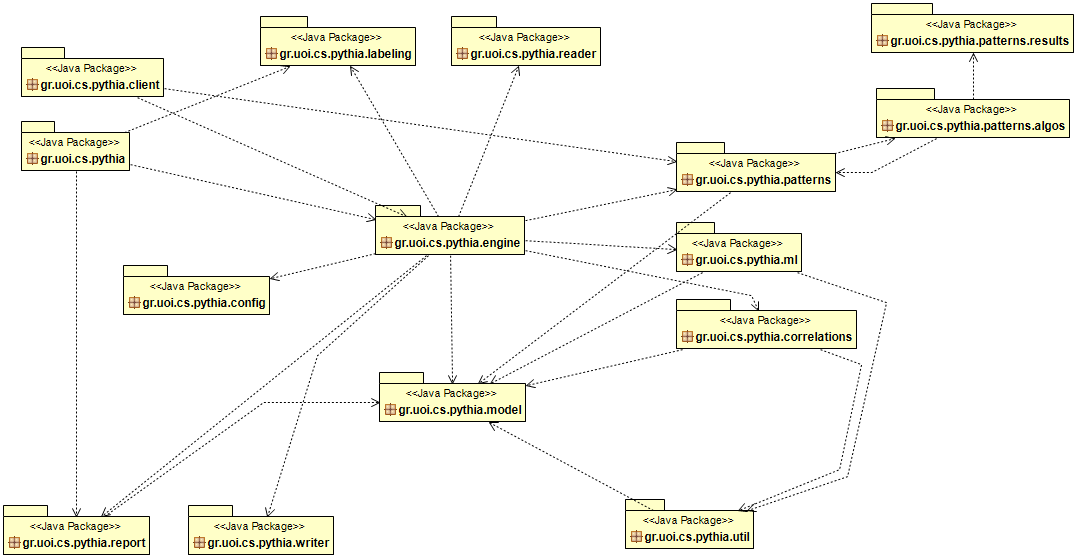 <<Java Package>>
gr.uoi.cs.pythia.patterns.results
<<Java Package>>
gr.uoi.cs.pythia.labeling
<<Java Package>>
gr.uoi.cs.pythia.reader
<<Java Package>>
gr.uoi.cs.pythia.client
<<Java Package>>
gr.uoi.cs.pythia.patterns.algos
<<Java Package>>
gr.uoi.cs.pythia
<<Java Package>>
gr.uoi.cs.pythia.patterns
<<Java Package>>
gr.uoi.cs.pythia.engine
<<Java Package>>
gr.uoi.cs.pythia.ml
<<Java Package>>
gr.uoi.cs.pythia.config
<<Java Package>>
gr.uoi.cs.pythia.correlations
<<Java Package>>
gr.uoi.cs.pythia.model
<<Java Package>>
gr.uoi.cs.pythia.report
<<Java Package>>
gr.uoi.cs.pythia.writer
<<Java Package>>
gr.uoi.cs.pythia.util